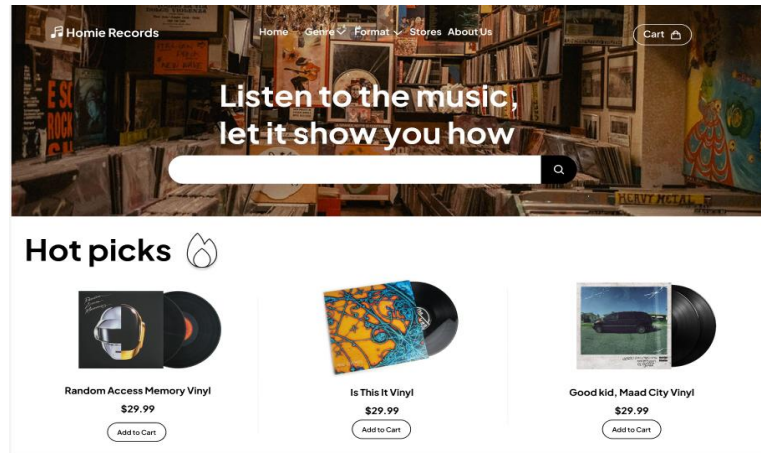 Homie Records
Home Genre Format Stores About Us
Cart
Listen to the music,
let it show you how
HEAVY METAL
Hot picks
Random Access Memory Vinyl
Is This It Vinyl
Good kid, Maad City Vinyl
$29.99
$29.99
$29.99
Add to Cart
Add to Cart
Add to Cart